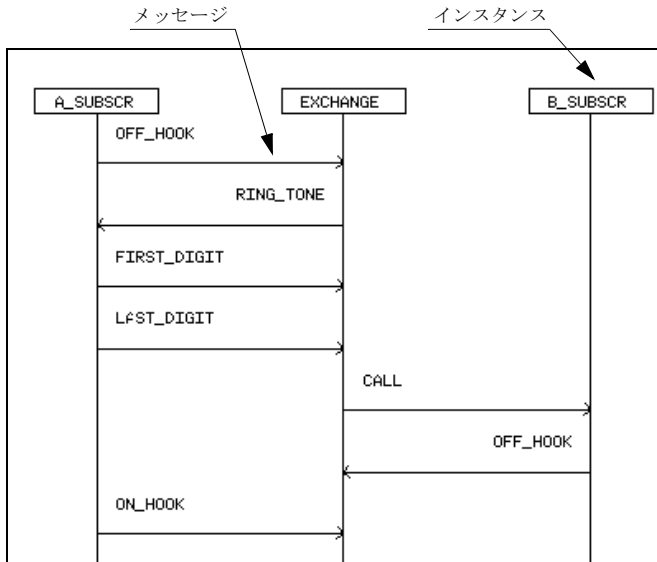 メッセージ
インスタンス
A_SUBSCR
EXCHANGE
B_SUBSCR
OFF_HOOK
RING_TONE
FIRST_DIGIT
LAST_DIGIT
CALL
OFF_HOOK
ON_HOOK